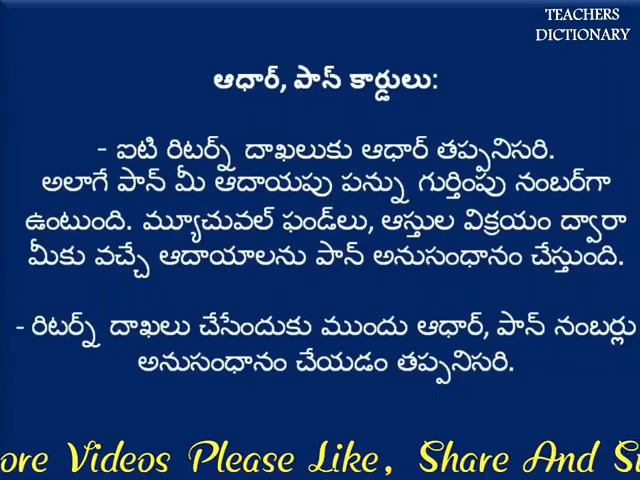 TEACHERS
DICTIONARY
ఆధార్, పాన్ కార్డులు:
- ఐటి రిటర్న్ దాఖలుకు ఆధార్ తప్పనిసరి.
అలాగే పాన్ మీ ఆదాయపు పన్ను గుర్తింపు నంబర్‌గా
ఉంటుంది. మ్యూచువల్ ఫండ్‌లు, ఆస్తుల విక్రయం ద్వారా
మీకు వచ్చే ఆదాయాలను పాన్ అనుసంధానం చేస్తుంది.
- రిటర్న్ దాఖలు చేసేందుకు ముందు ఆధార్, పాన్ నంబర్లు
అనుసంధానం చేయడం తప్పనిసరి.
ore Videos Please Like, Share And Su